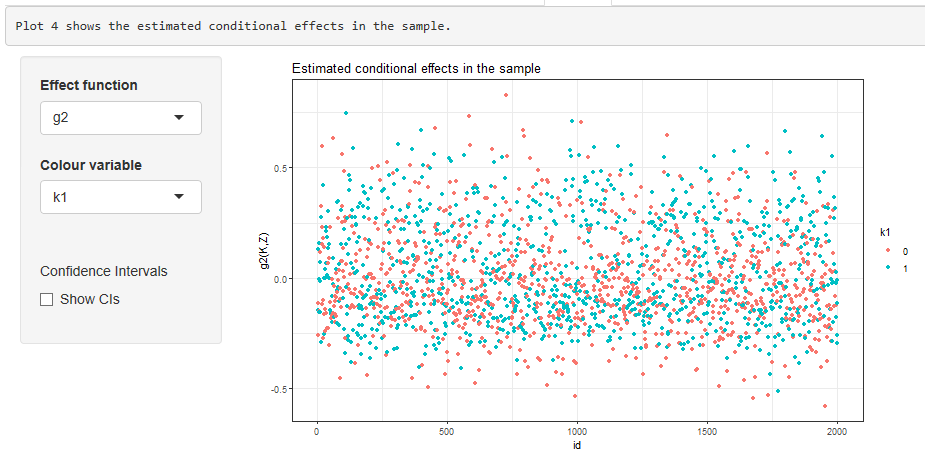 Plot 4 shows the estimated conditional effects in the sample.
Effect function
g2
Colour variable
k1
Confidence Intervals
Show CIs
Estimated conditional effects in the sample
g2(K,Z)
0.5
0.0
-0.5
0
500
1000
1500
2000
id
k1
0
1